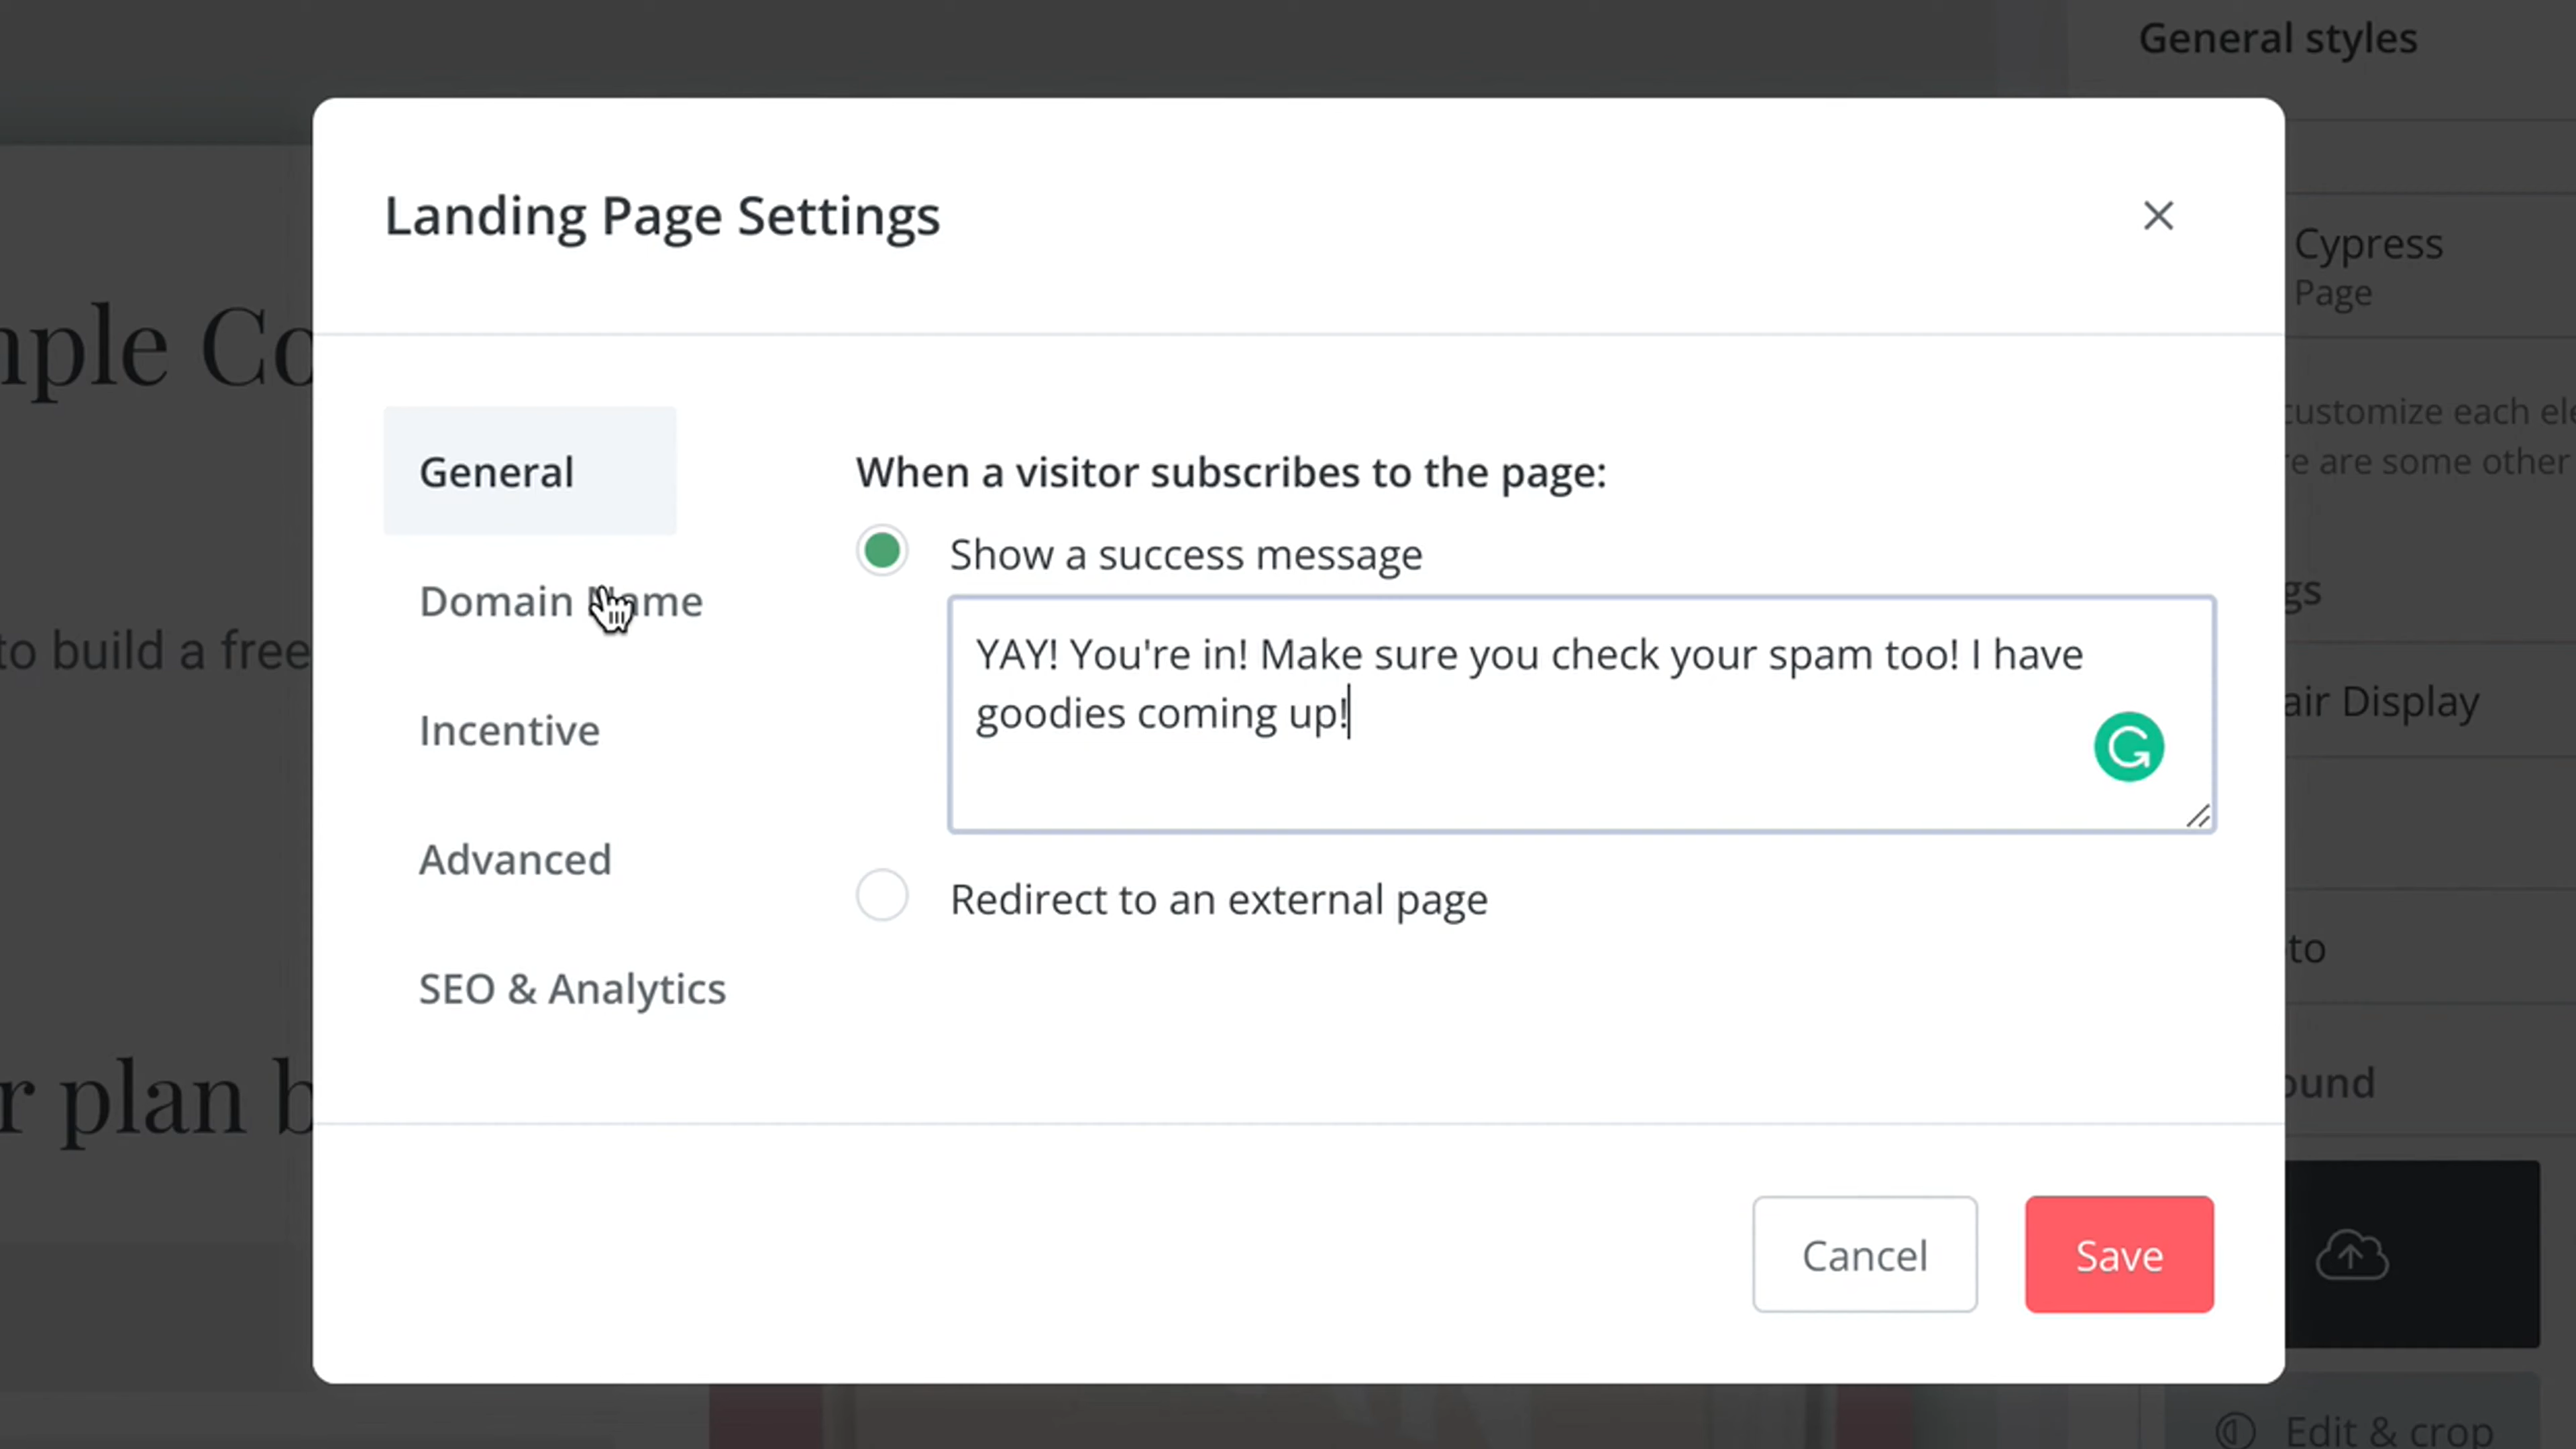 General styles
Landing Page Settings
Cypress
Page
mple Co
customize each ele
re are some other
General
When a visitor subscribes to the page:
Show a success message
Domain Name
gs
to build a free
YAY! You're in! Make sure you check your spam too! I have
goodies coming up!
air Display
Incentive
Advanced
Redirect to an external page
to
SEO & Analytics
r plan b
ound
Cancel
Save
Edit & crop